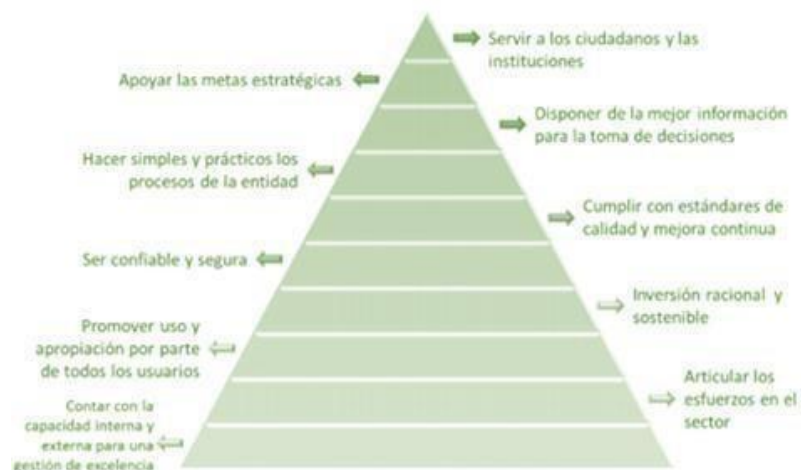 Servir a los ciudadanos y las
instituciones
Apoyar las metas estratégicas
Disponer de la mejor información
para la toma de decisiones
Hacer simples y prácticos los
procesos de la entidad
Cumplir con estándares de
calidad y mejora continua
Ser confiable y segura
Inversión racional y
sostenible
Promover uso y
apropiación por parte
de todos los usuarios
Articular los
esfuerzos en el
sector
Contar con la
capacidad interna y
externa para una
gestión de excelencia